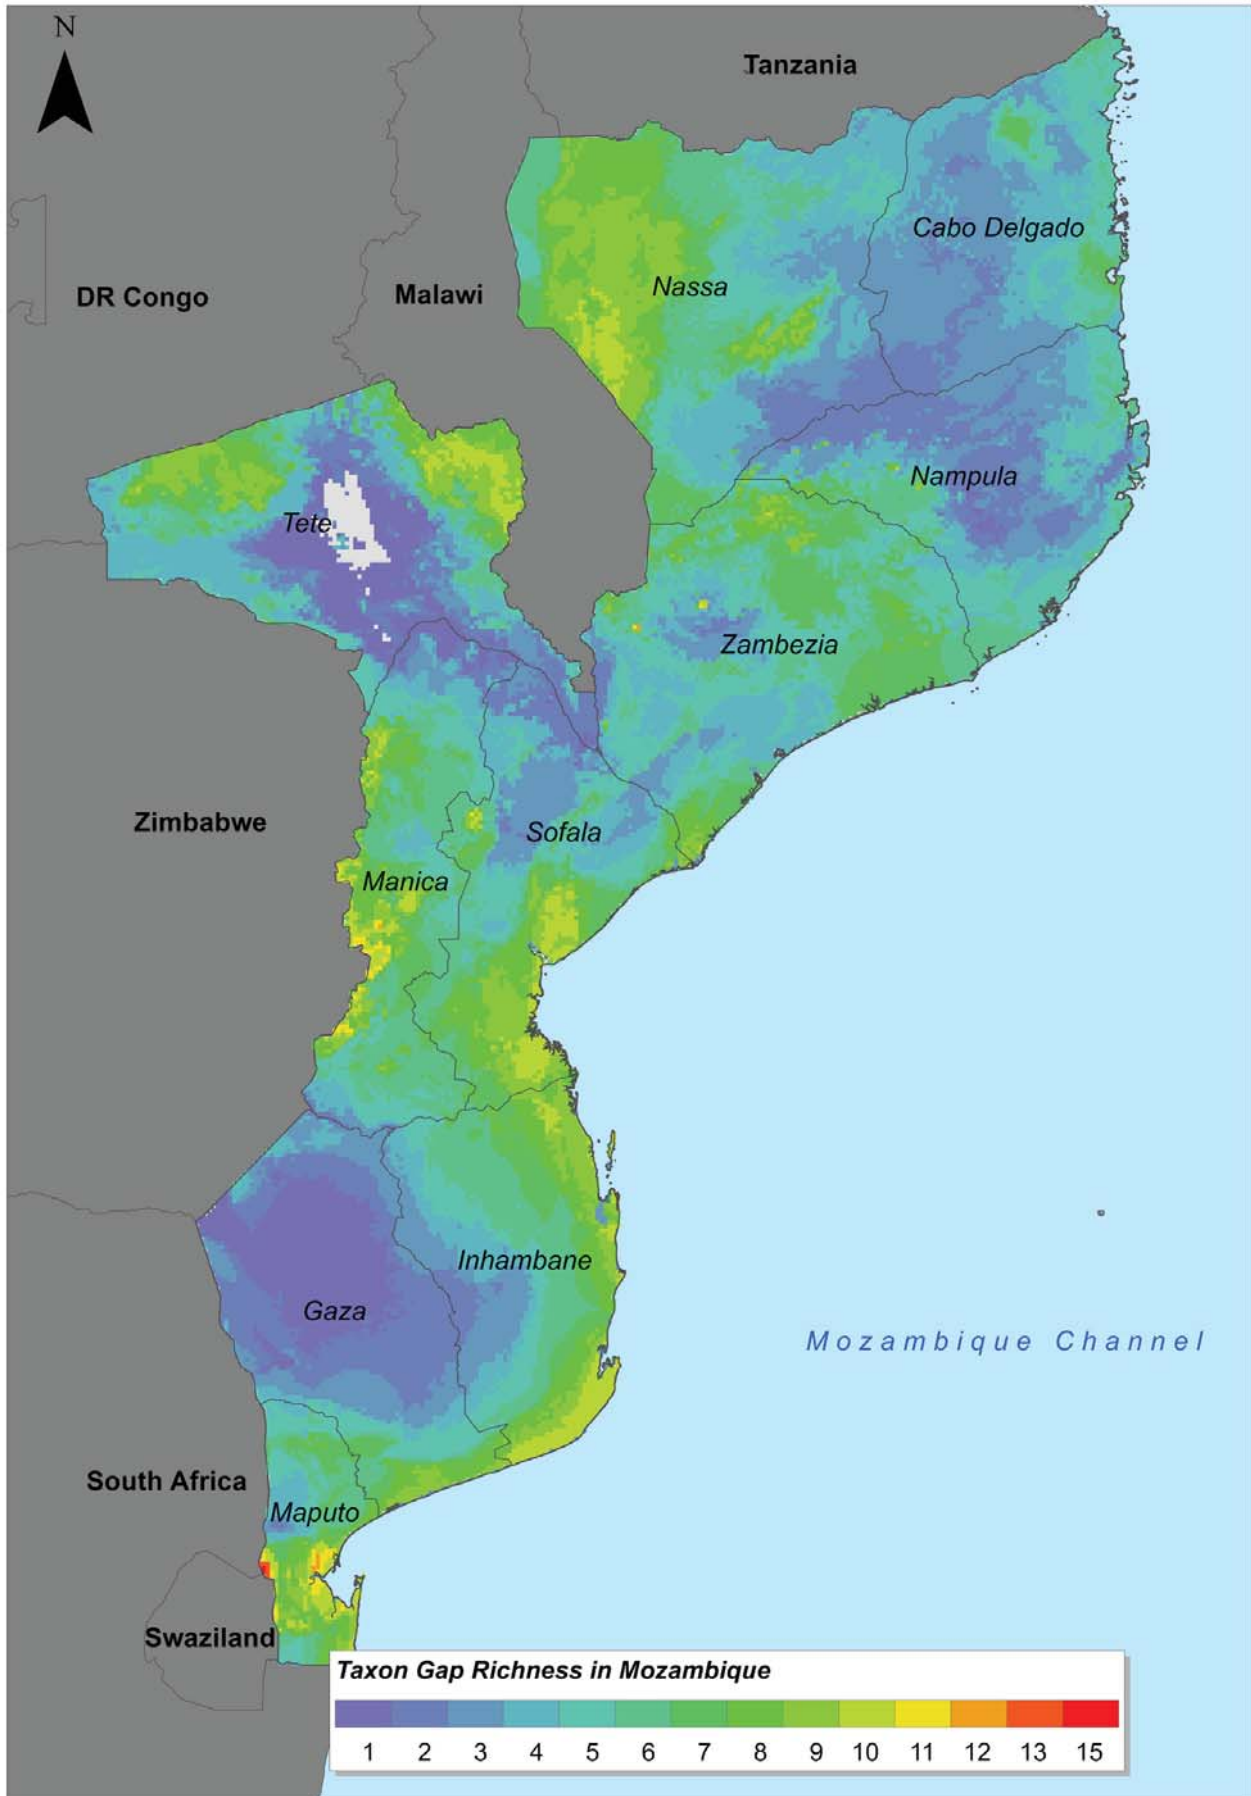 N
Tanzania
Cabo Delgado
Nassa
DR Congo
Malawi
Nampula
Tete
Zambezia
Zimbabwe
Sofala
Manica
Inhambane
Gaza
Mozambique Channel
South Africa
Maputo
Swaziland
Taxon Gap Richness in Mozambique
1 2 3 4 5 6 7 8 9 10 11 12 13 15